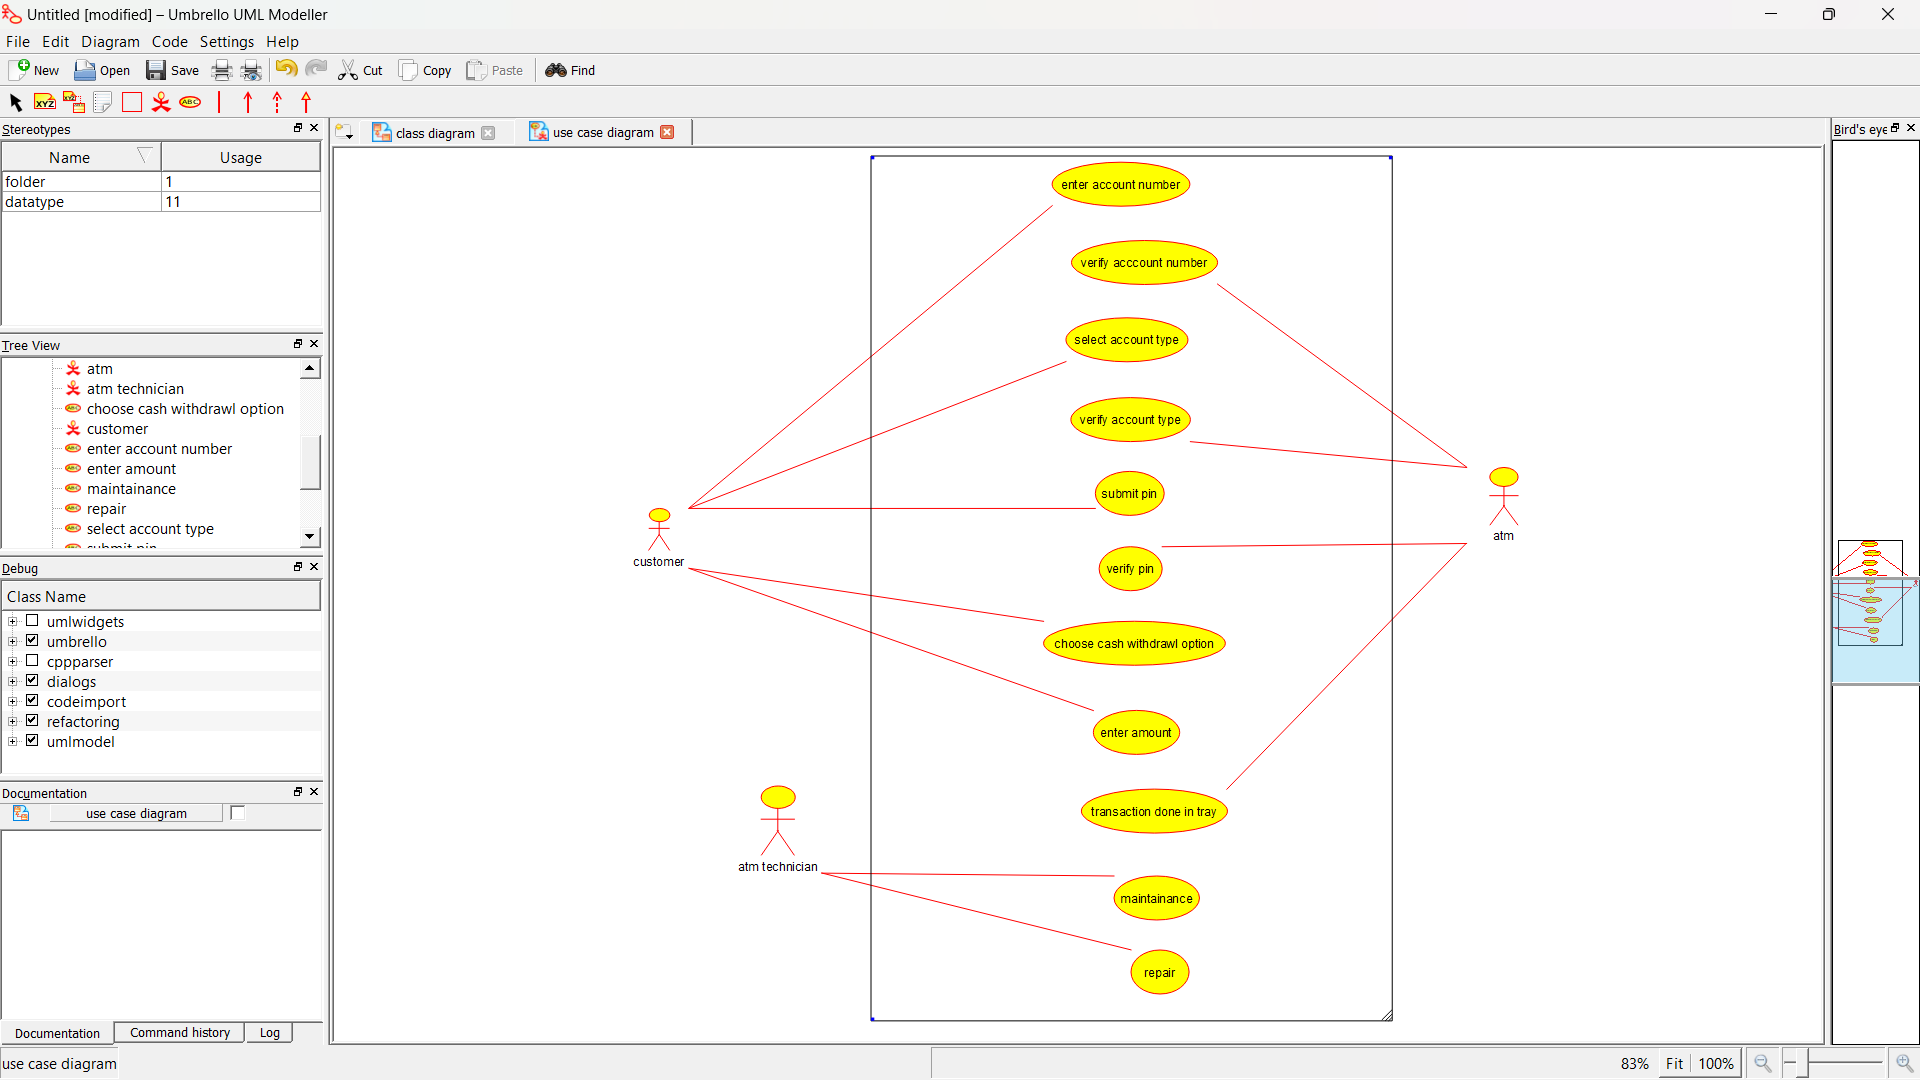 Untitled [modified] – Umbrello UML Modeller
File Edit Diagram Code Settings Help
New Open Save Cut Copy Paste Find
XYZ XYZ ABC
Stereotypes
Name Usage
folder 1
datatype 11
Tree View
atm
atm technician
choose cash withdrawl option
customer
enter account number
enter amount
maintainance
repair
select account type
submit pin
Debug
Class Name
umlwidgets
umbrello
cppparser
dialogs
codeimport
refactoring
umlmodel
Documentation
use case diagram
Documentation Command history Log
use case diagram
class diagram use case diagram
enter account number
verify acccount number
select account type
verify account type
submit pin
verify pin
choose cash withdrawl option
enter amount
transaction done in tray
maintainance
repair
customer
atm
atm technician
Bird's eye
83% Fit 100%